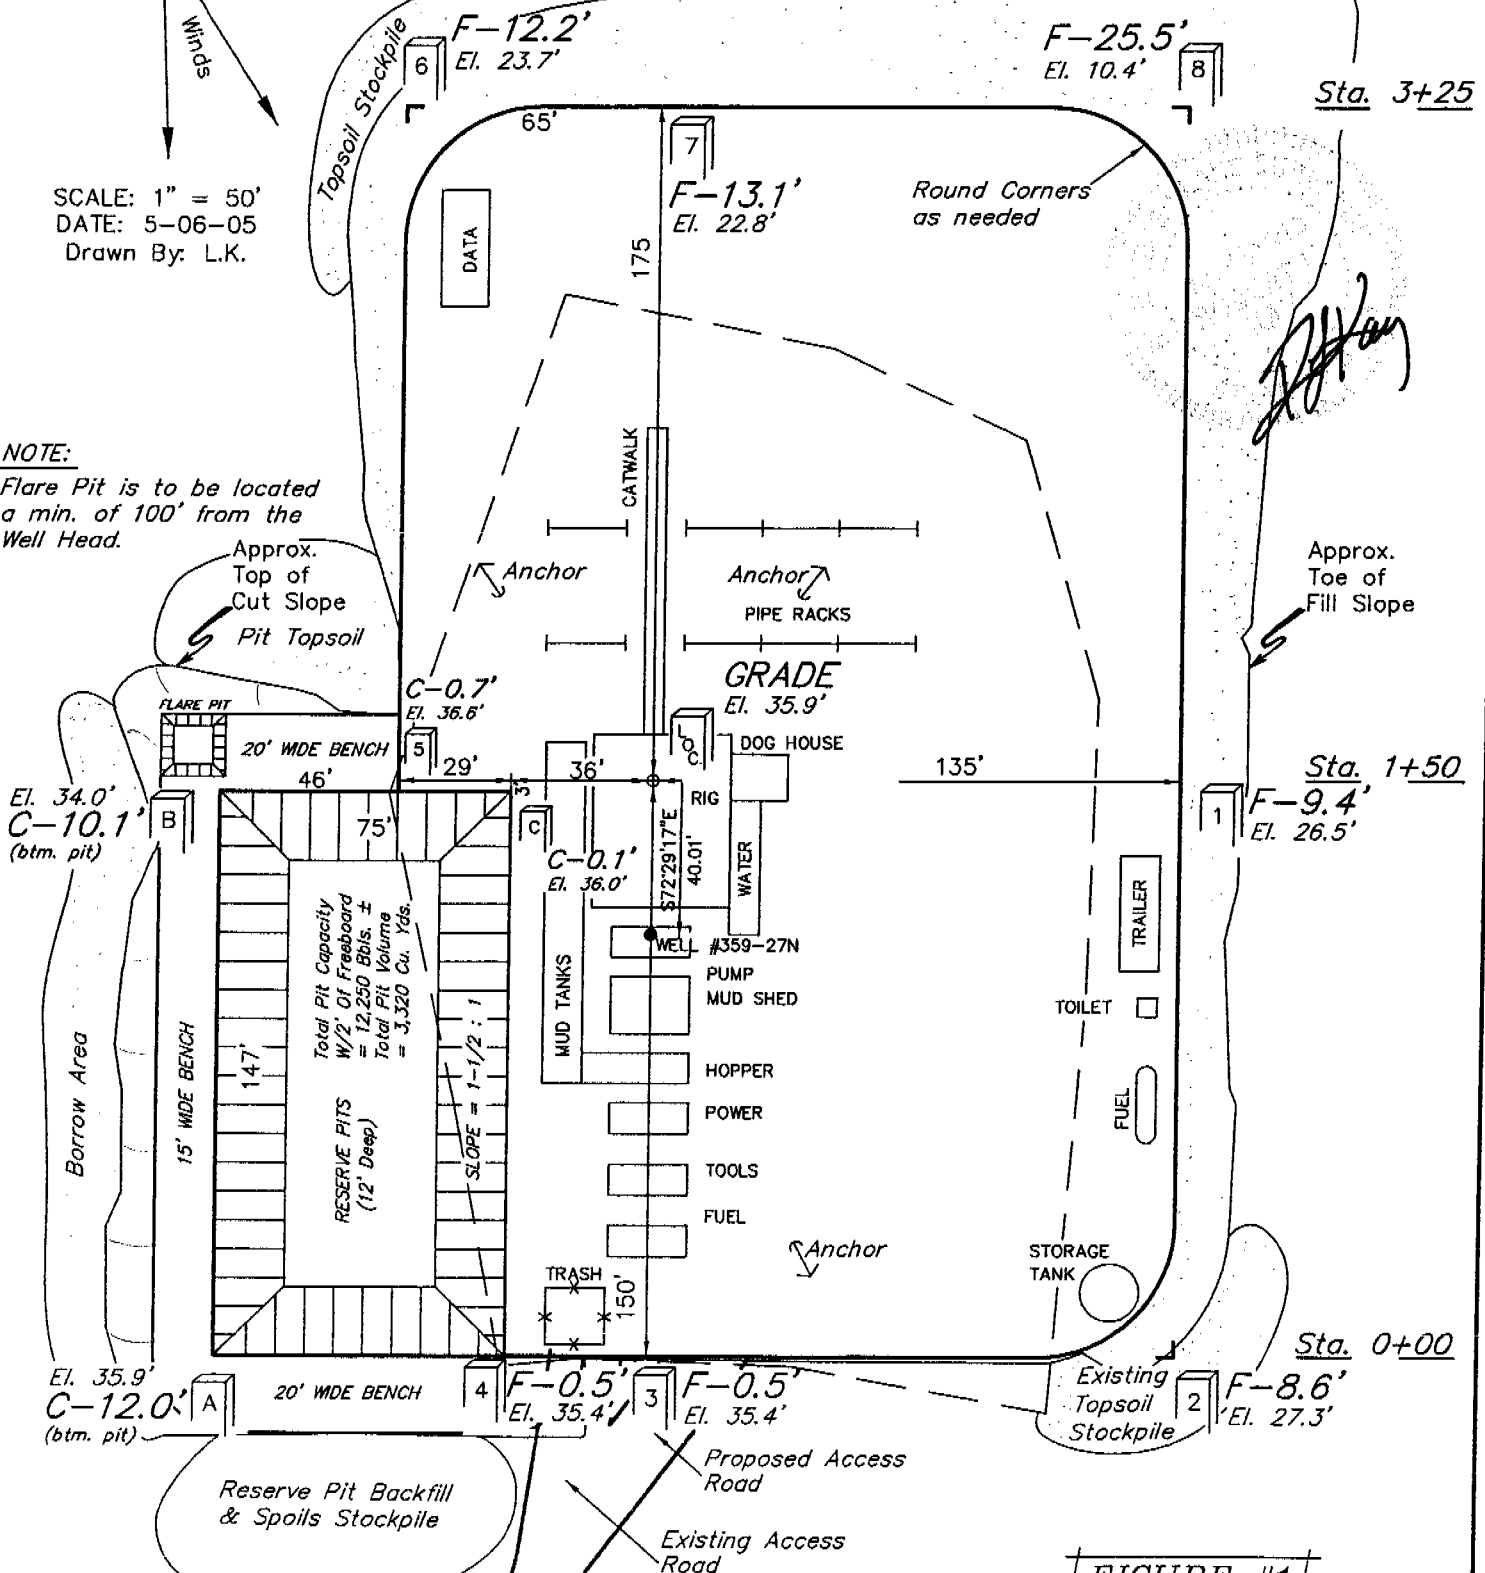 Winds
SCALE: 1" = 50'
DATE: 5-06-05
Drawn By: L.K.
Topsoil Stockpile
6
F-12.2'
El. 23.7'
F-25.5'
El. 10.4'
8
Sta. 3+25
65'
7
F-13.1'
El. 22.8'
175
Round Corners
as needed
DATA
NOTE:
Flare Pit is to be located
a min. of 100' from the
Well Head.
Approx.
Top of
Cut Slope
Pit Topsoil
CATWALK
Anchor
Anchor
PIPE RACKS
Approx.
Toe of
Fill Slope
GRADE
El. 35.9'
C-0.7'
El. 36.6'
5
FLARE PIT
20' WIDE BENCH
46'
29'
3'
36'
LOC.
DOG HOUSE
RIG
135'
Sta. 1+50
1
F-9.4'
El. 26.5'
El. 34.0'
C-10.1'
(btm. pit)
B
75'
C
C-0.1'
El. 36.0'
S72°29'17"E
40.01'
WATER
TRAILER
Total Pit Capacity
W/2' Of Freeboard
= 12,250 Bbls. ±
Total Pit Volume
= 3,320 Cu. Yds.
WELL #359-27N
PUMP
MUD SHED
MUD TANKS
TOILET
HOPPER
POWER
FUEL
TOOLS
FUEL
Borrow Area
15' WIDE BENCH
147'
RESERVE PITS
(12' Deep)
SLOPE = 1-1/2 : 1
Anchor
STORAGE
TANK
TRASH
150'
Sta. 0+00
El. 35.9'
C-12.0'
(btm. pit)
A
20' WIDE BENCH
4
F-0.5'
El. 35.4'
3
F-0.5'
El. 35.4'
Existing
Topsoil
Stockpile
2
F-8.6'
El. 27.3'
Proposed Access
Road
Reserve Pit Backfill
& Spoils Stockpile
Existing Access
Road
FIGURE #1